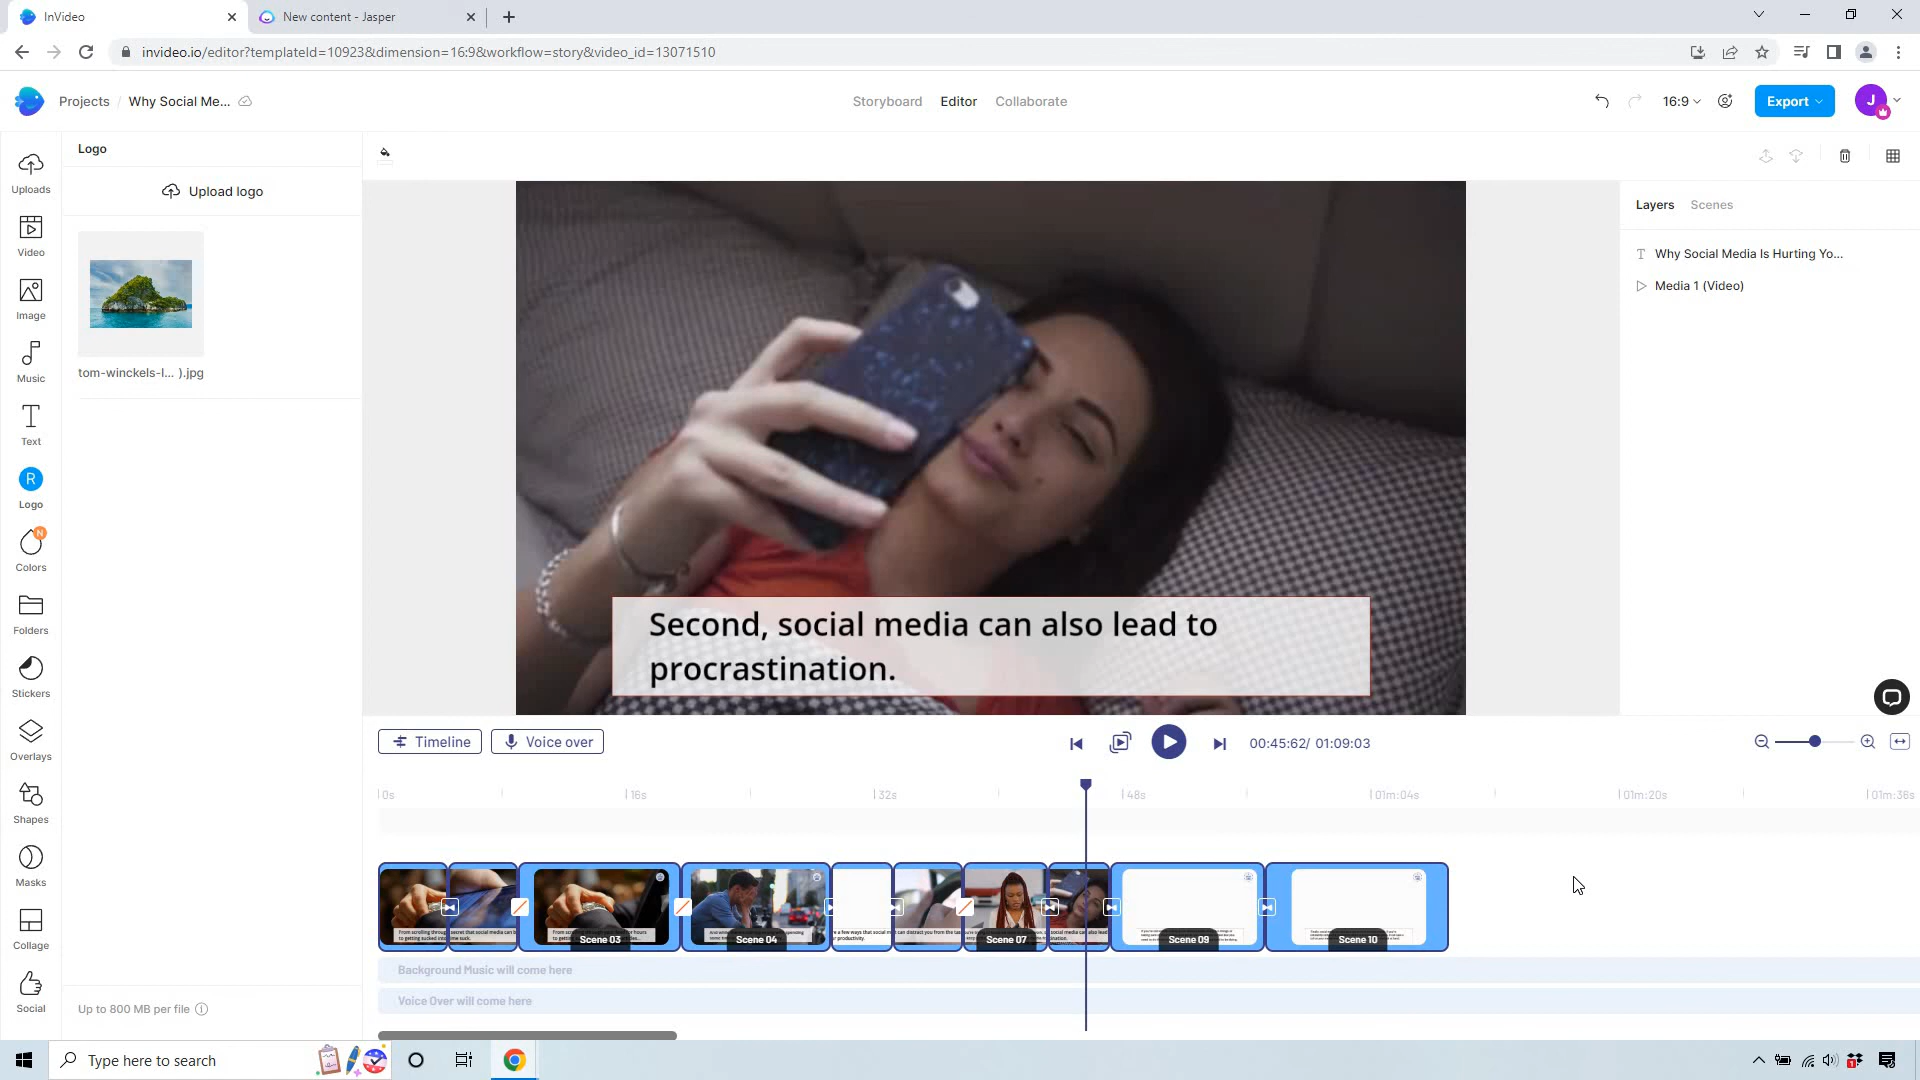 InVideo
New content - Jasper
invideo.io/editor?templateId=10923&dimension=16:9&workflow=story&video_id=13071510
Projects / Why Social Me...
Storyboard Editor Collaborate
16:9
Export
J
Logo
Upload logo
tom-winckels-I... ).jpg
Uploads
Video
Image
Music
Text
R
Logo
N
Colors
Folders
Stickers
Overlays
Shapes
Masks
Collage
Social
Up to 800 MB per file
Layers Scenes
Why Social Media Is Hurting Yo...
Media 1 (Video)
Second, social media can also lead to
procrastination.
Timeline
Voice over
00:45:62/ 01:09:03
0s 16s 32s 48s 01m:04s 01m:20s 01m:36s
Scene 03
Scene 04
Scene 07
Scene 09
Scene 10
Background Music will come here
Voice Over will come here
Type here to search
1